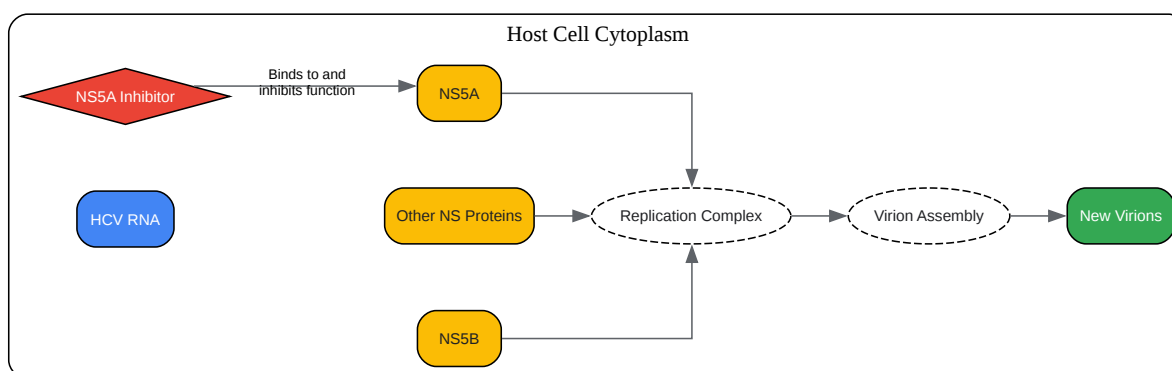 Host Cell Cytoplasm
NS5A Inhibitor
Binds to and
inhibits function
NS5A
HCV RNA
Other NS Proteins
Replication Complex
Virion Assembly
New Virions
NS5B